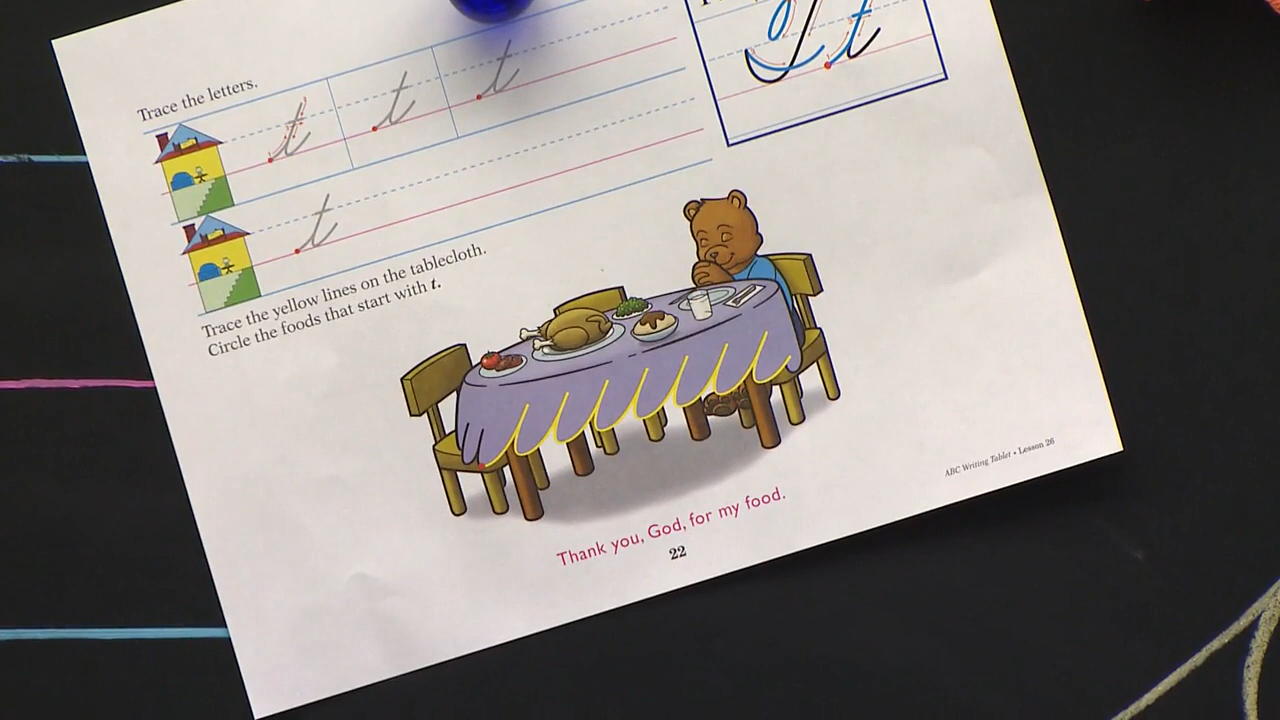 Trace the letters.
T t
t t t
t
Trace the yellow lines on the tablecloth.
Circle the foods that start with t.
ABC Writing Tablet • Lesson 26
Thank you, God, for my food.
22